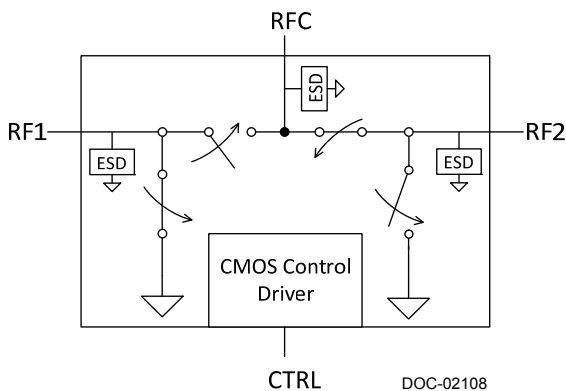 RFC
ESD
RF1
RF2
ESD
ESD
CMOS Control
Driver
CTRL
DOC-02108